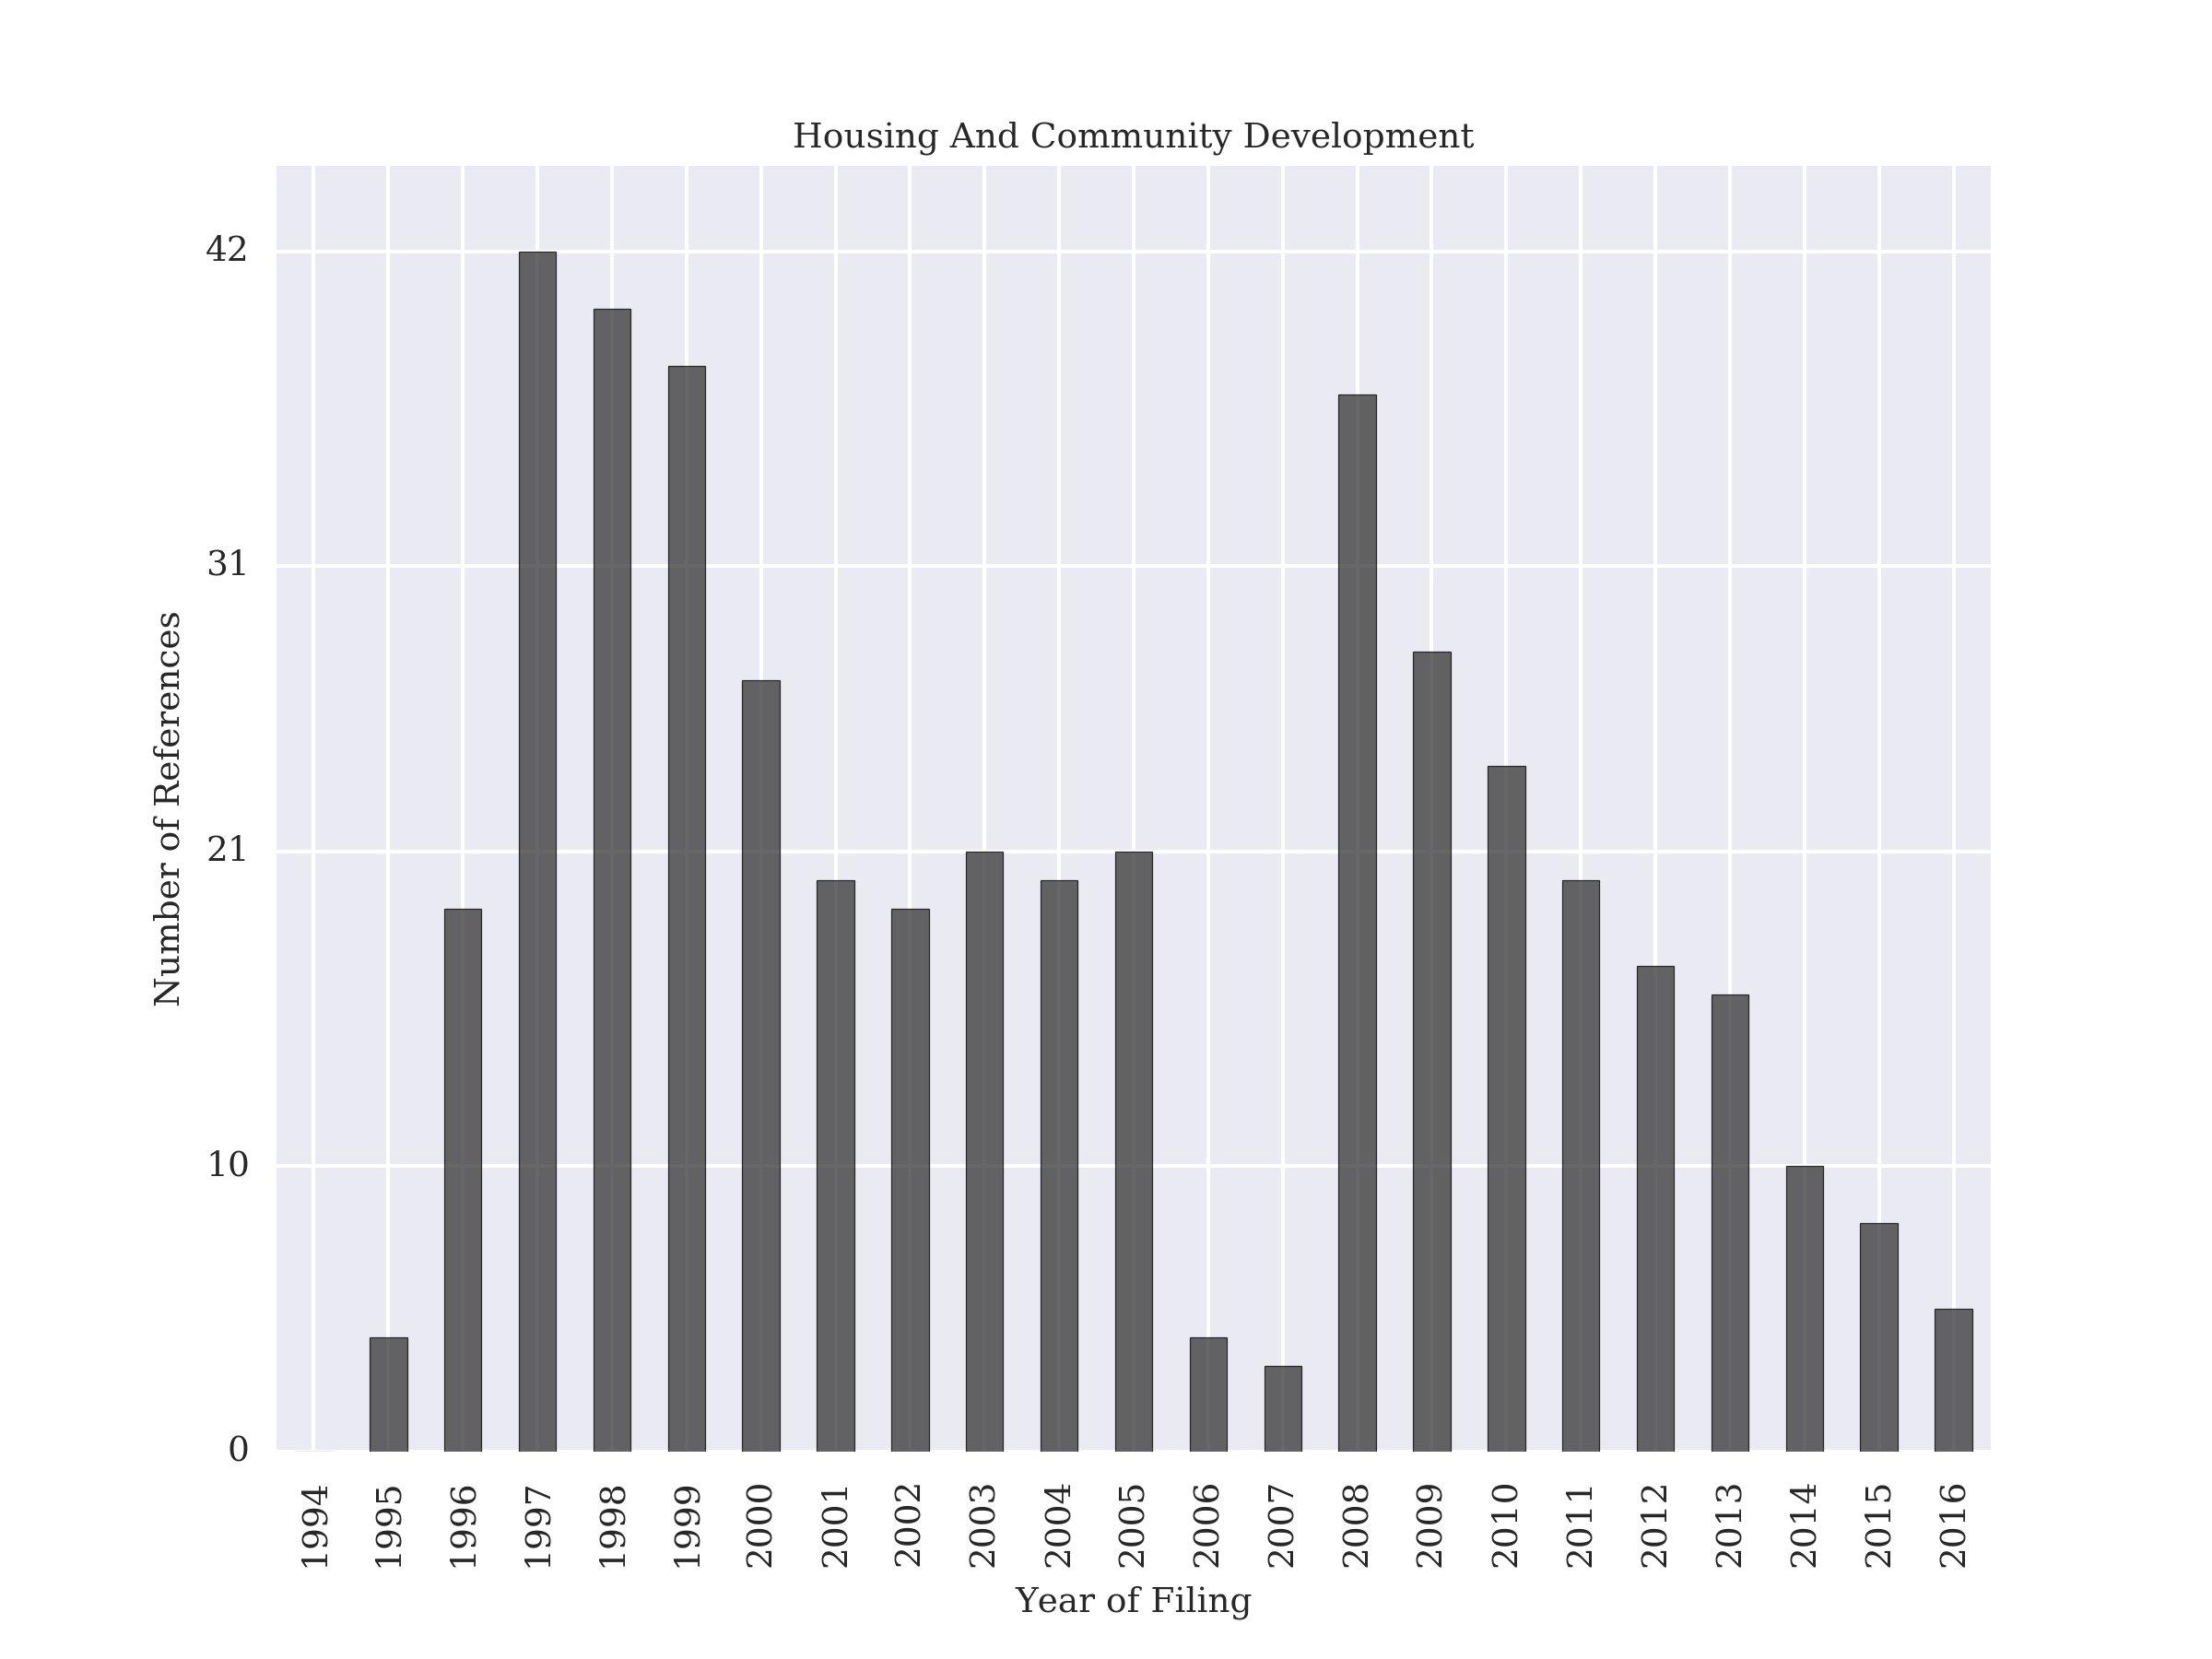 Housing And Community Development
42
31
21
10
0
Number of References
1994 1995 1996 1997 1998 1999 2000 2001 2002 2003 2004 2005 2006 2007 2008 2009 2010 2011 2012 2013 2014 2015 2016
Year of Filing